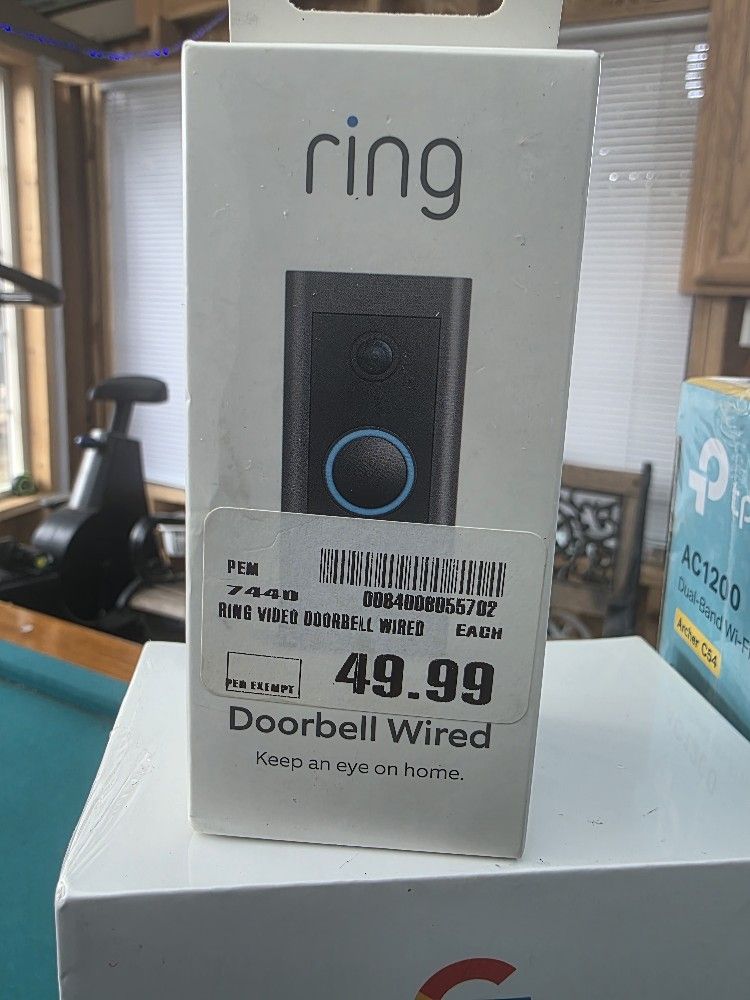 ring
PEM
7440
0084008055702
RING VIDEO DOORBELL WIRED EACH
PEM EXEMPT
49.99
Doorbell Wired
Keep an eye on home.
tp
AC1200
Dual-Band Wi-Fi
Archer C54